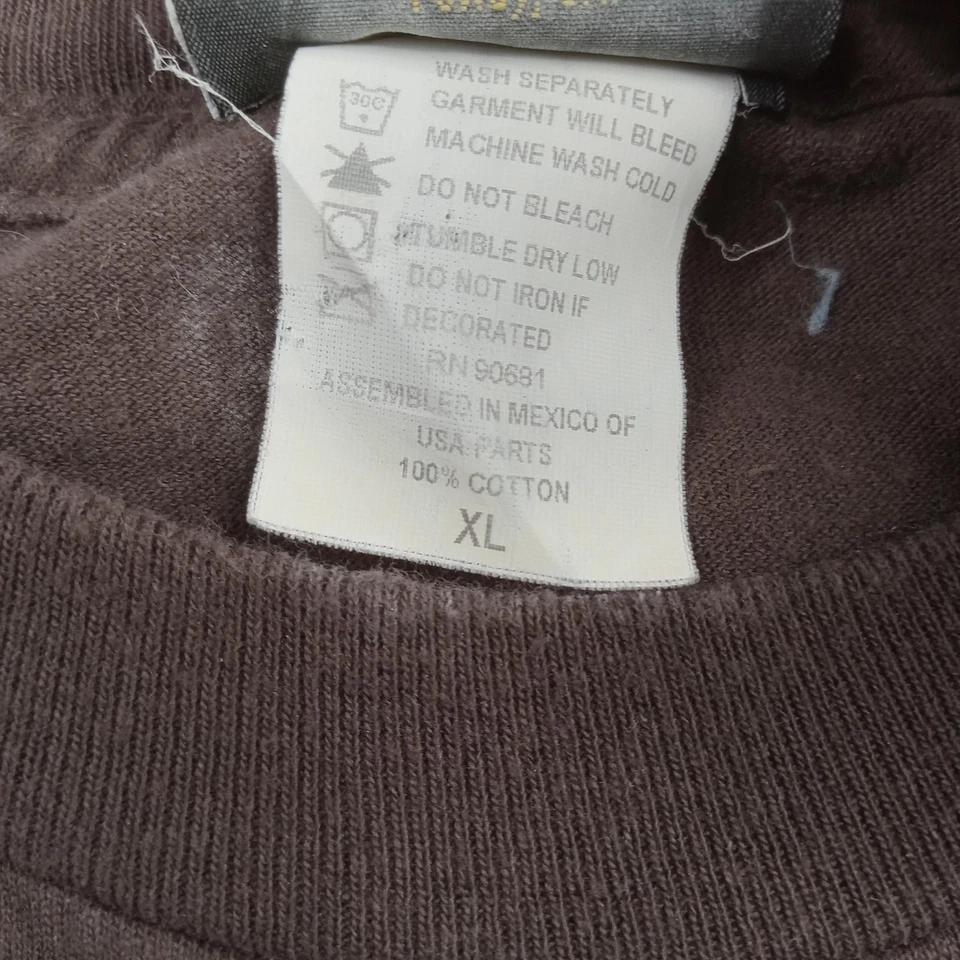 WASH SEPARATELY
GARMENT WILL BLEED
MACHINE WASH COLD
DO NOT BLEACH
TUMBLE DRY LOW
DO NOT IRON IF
DECORATED
RN 90681
ASSEMBLED IN MEXICO OF
USA PARTS
100% COTTON
XL
30C